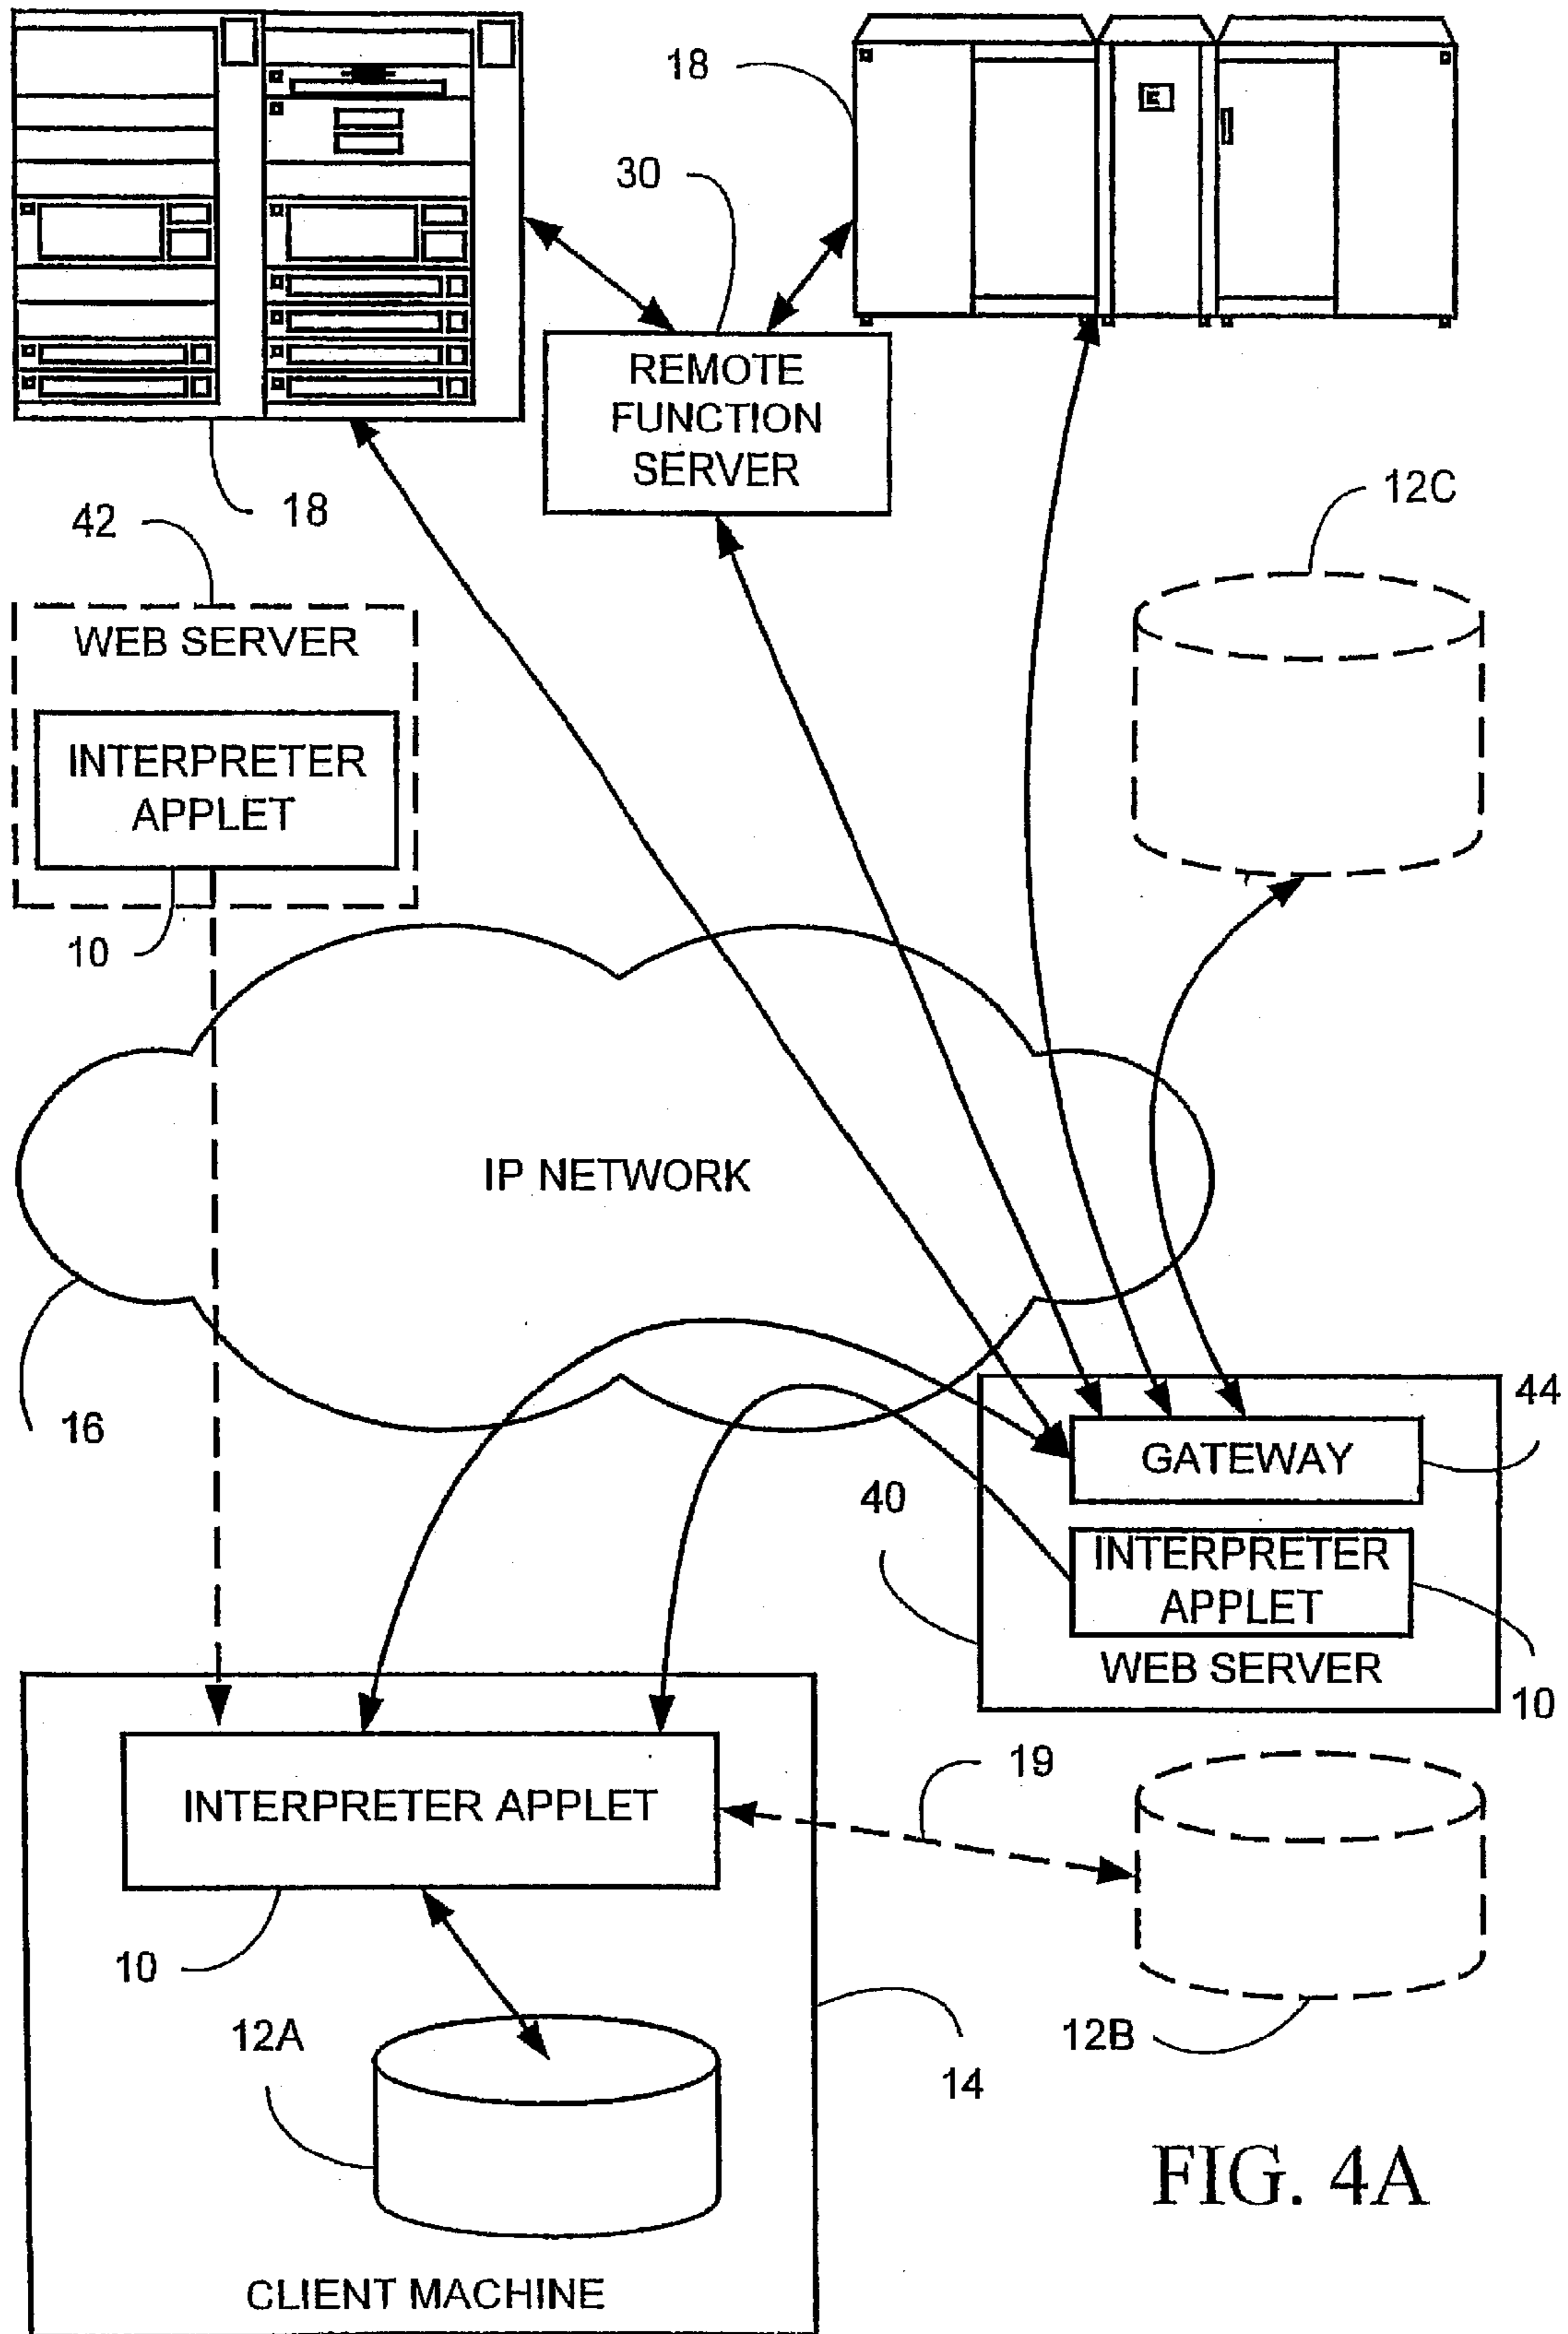 18
30
REMOTE
FUNCTION
SERVER
18
12C
42
WEB SERVER
INTERPRETER
APPLET
10
IP NETWORK
16
44
GATEWAY
40
INTERPRETER
APPLET
WEB SERVER
10
19
INTERPRETER APPLET
10
12A
12B
14
FIG. 4A
CLIENT MACHINE